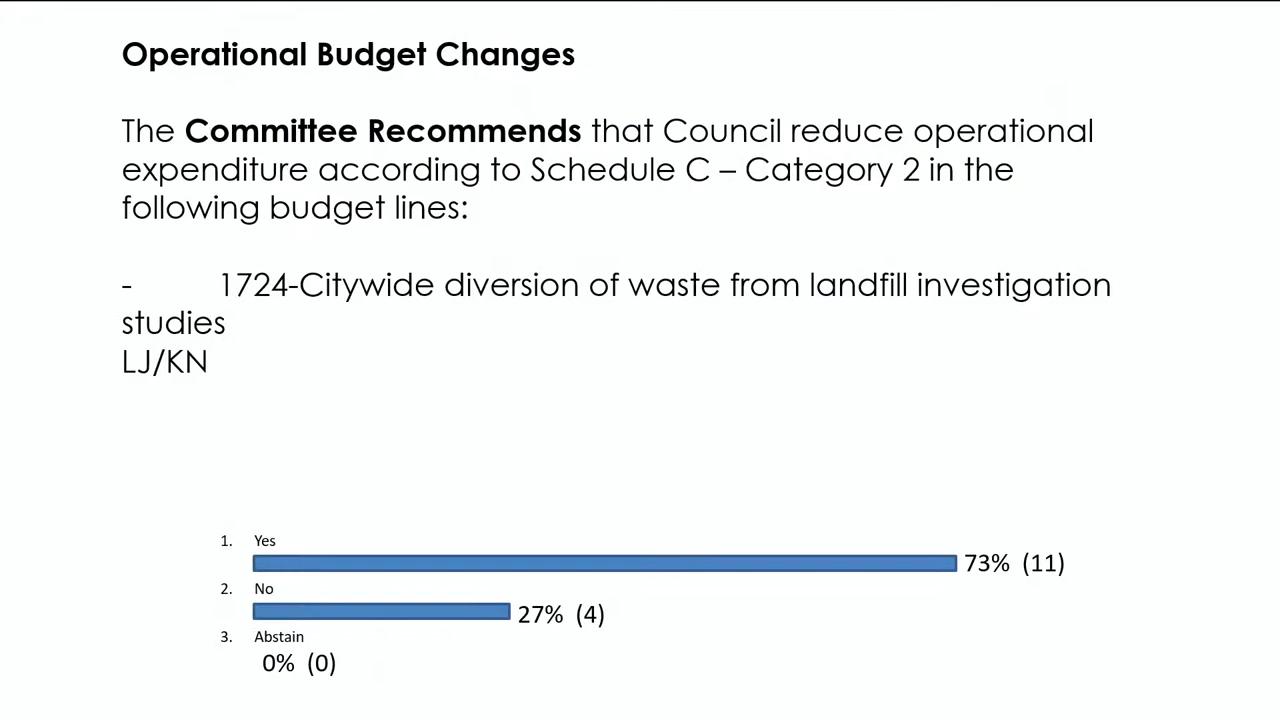 Operational Budget Changes
The Committee Recommends that Council reduce operational
expenditure according to Schedule C – Category 2 in the
following budget lines:
- 1724-Citywide diversion of waste from landfill investigation
studies
LJ/KN
1. Yes
73% (11)
2. No
27% (4)
3. Abstain
0% (0)